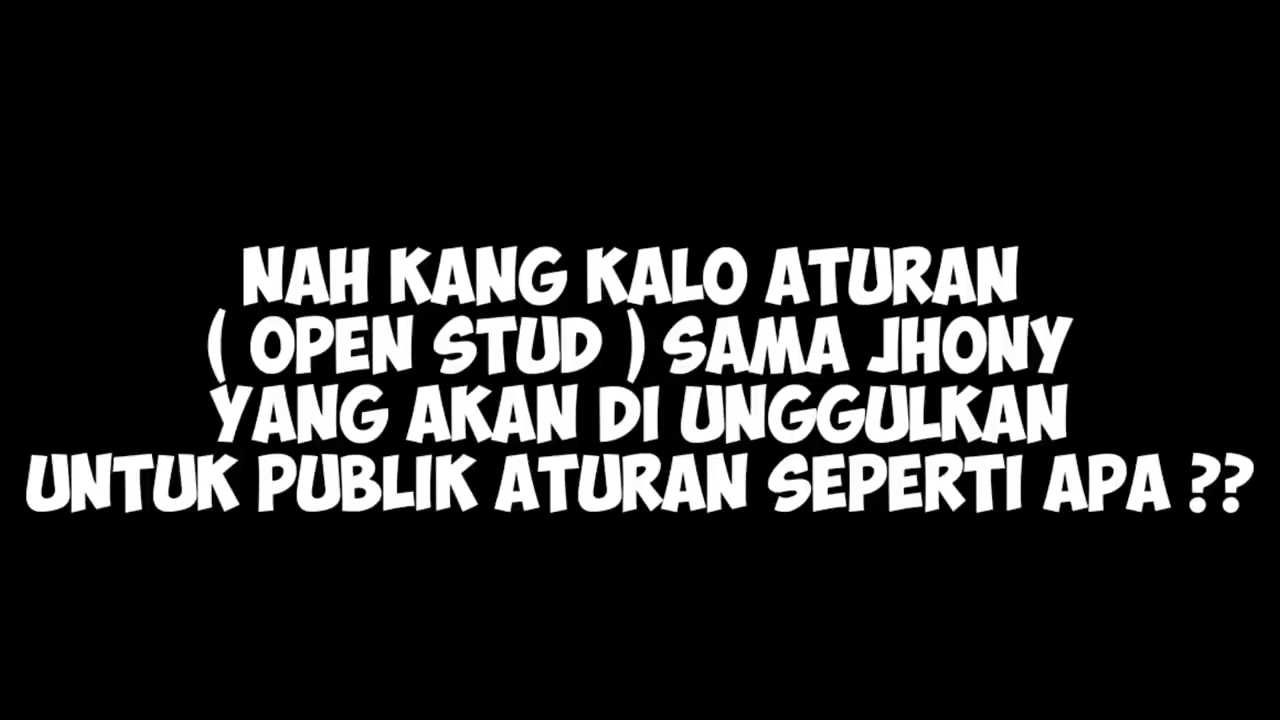 NAH KANG KALO ATURAN
( OPEN STUD ) SAMA JHONY
YANG AKAN DI UNGGULKAN
UNTUK PUBLIK ATURAN SEPERTI APA ??